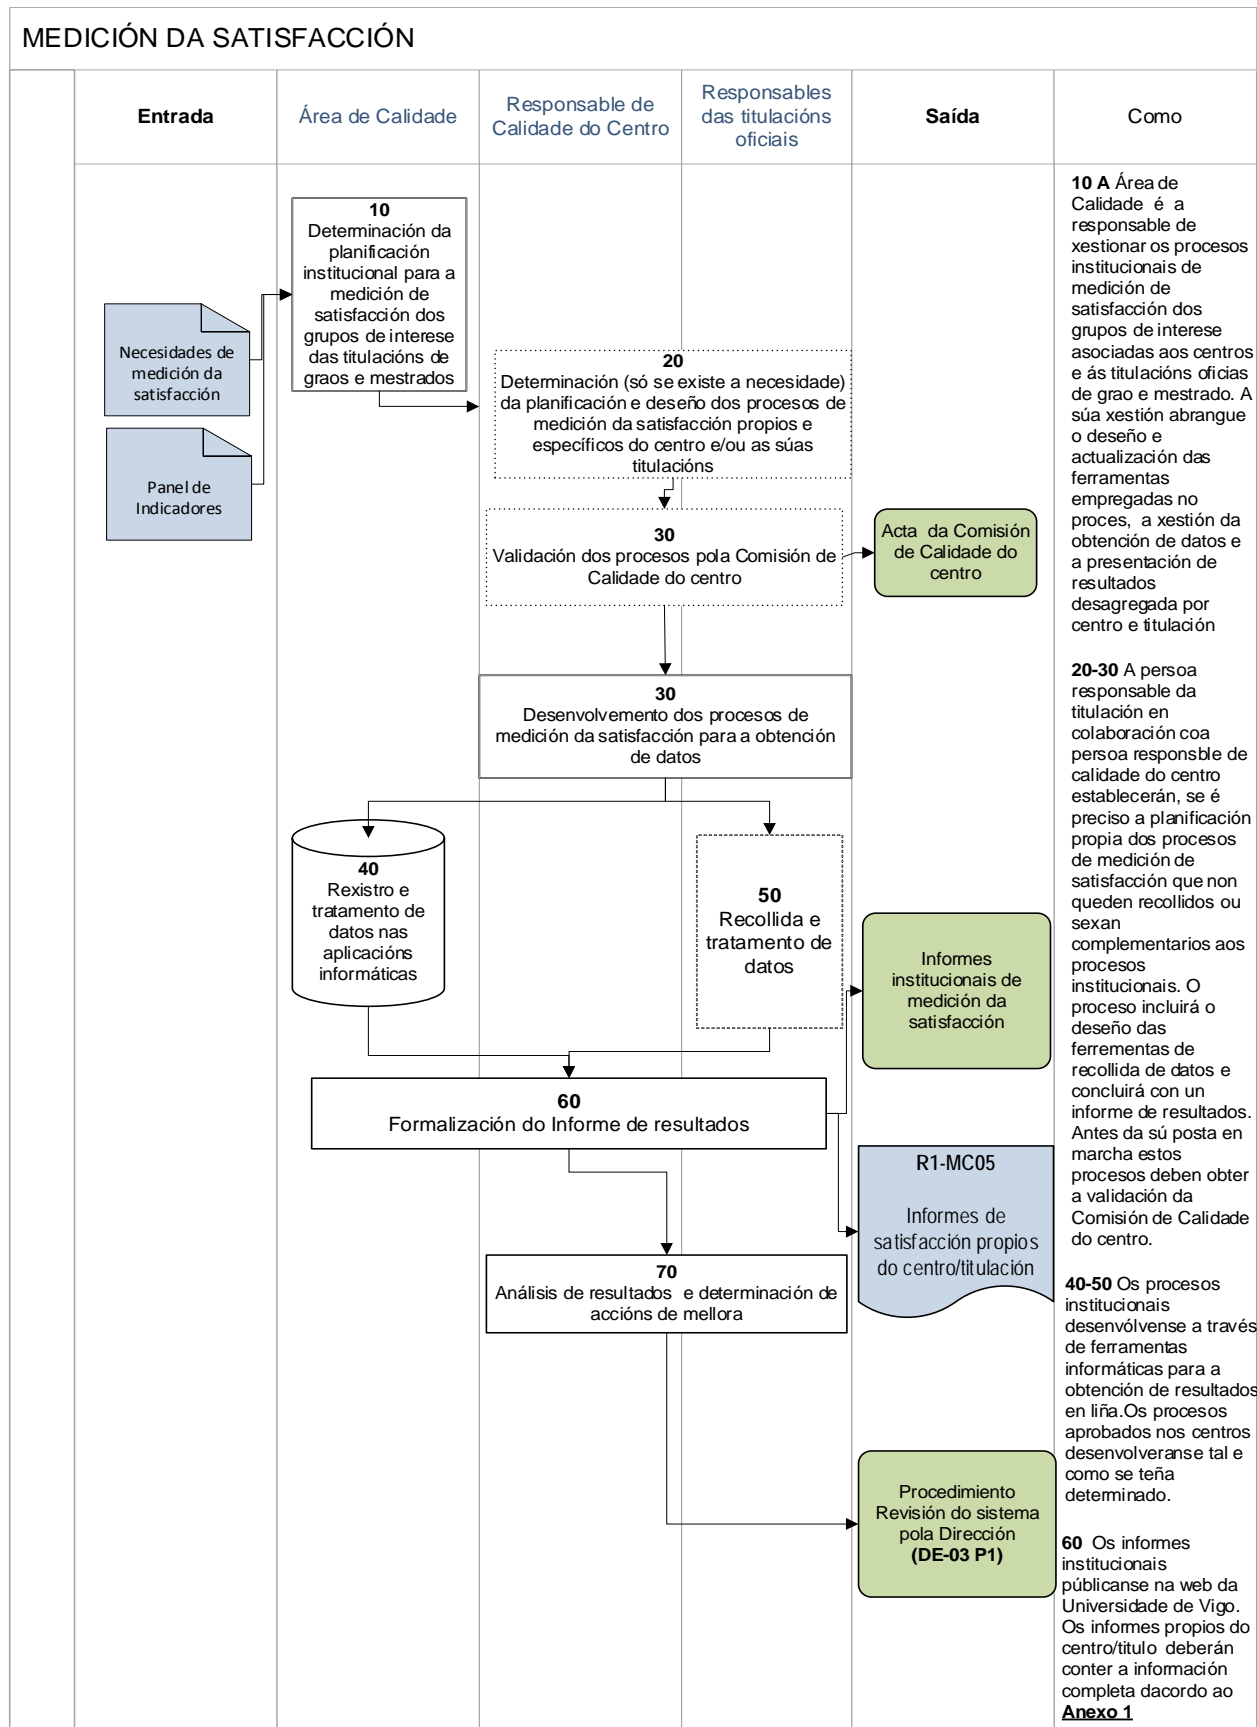 MEDICIÓN DA SATISFACCIÓN
Entrada
Área de Calidade
Responsable de
Calidade do Centro
Responsables
das titulacións
oficiais
Saída
Como
10
Determinación da
planificación
institucional para a
medición de
satisfacción dos
grupos de interese
das titulacións de
graos e mestrados
Necesidades de
medición da
satisfacción
Panel de
Indicadores
20
Determinación (só se existe a necesidade)
da planificación e deseño dos procesos de
medición da satisfacción propios e
específicos do centro e/ou as súas
titulacións
30
Validación dos procesos pola Comisión de
Calidade do centro
Acta da Comisión
de Calidade do
centro
30
Desenvolvemento dos procesos de
medición da satisfacción para a obtención
de datos
40
Rexistro e
tratamento de
datos nas
aplicacións
informáticas
50
Recollida e
tratamento de
datos
Informes
institucionais de
medición da
satisfacción
60
Formalización do Informe de resultados
R1-MC05
Informes de
satisfacción propios
do centro/titulación
70
Análisis de resultados e determinación de
accións de mellora
Procedimiento
Revisión do sistema
pola Dirección
(DE-03 P1)
10 A Área de
Calidade é a
responsable de
xestionar os procesos
institucionais de
medición de
satisfacción dos
grupos de interese
asociadas aos centros
e ás titulacións oficias
de grao e mestrado. A
súa xestión abrangue
o deseño e
actualización das
ferramentas
empregadas no
proces, a xestión da
obtención de datos e
a presentación de
resultados
desagregada por
centro e titulación
20-30 A persoa
responsable da
titulación en
colaboración coa
persoa responsble de
calidade do centro
establecerán, se é
preciso a planificación
propia dos procesos
de medición de
satisfacción que non
queden recollidos ou
sexan
complementarios aos
procesos
institucionais. O
proceso incluirá o
deseño das
ferrementas de
recollida de datos e
concluirá con un
informe de resultados.
Antes da sú posta en
marcha estos
procesos deben obter
a validación da
Comisión de Calidade
do centro.
40-50 Os procesos
institucionais
desenvólvense a través
de ferramentas
informáticas para a
obtención de resultados
en liña.Os procesos
aprobados nos centros
desenvolveranse tal e
como se teña
determinado.
60 Os informes
institucionais
públicanse na web da
Universidade de Vigo.
Os informes propios do
centro/titulo deberán
conter a información
completa dacordo ao
Anexo 1